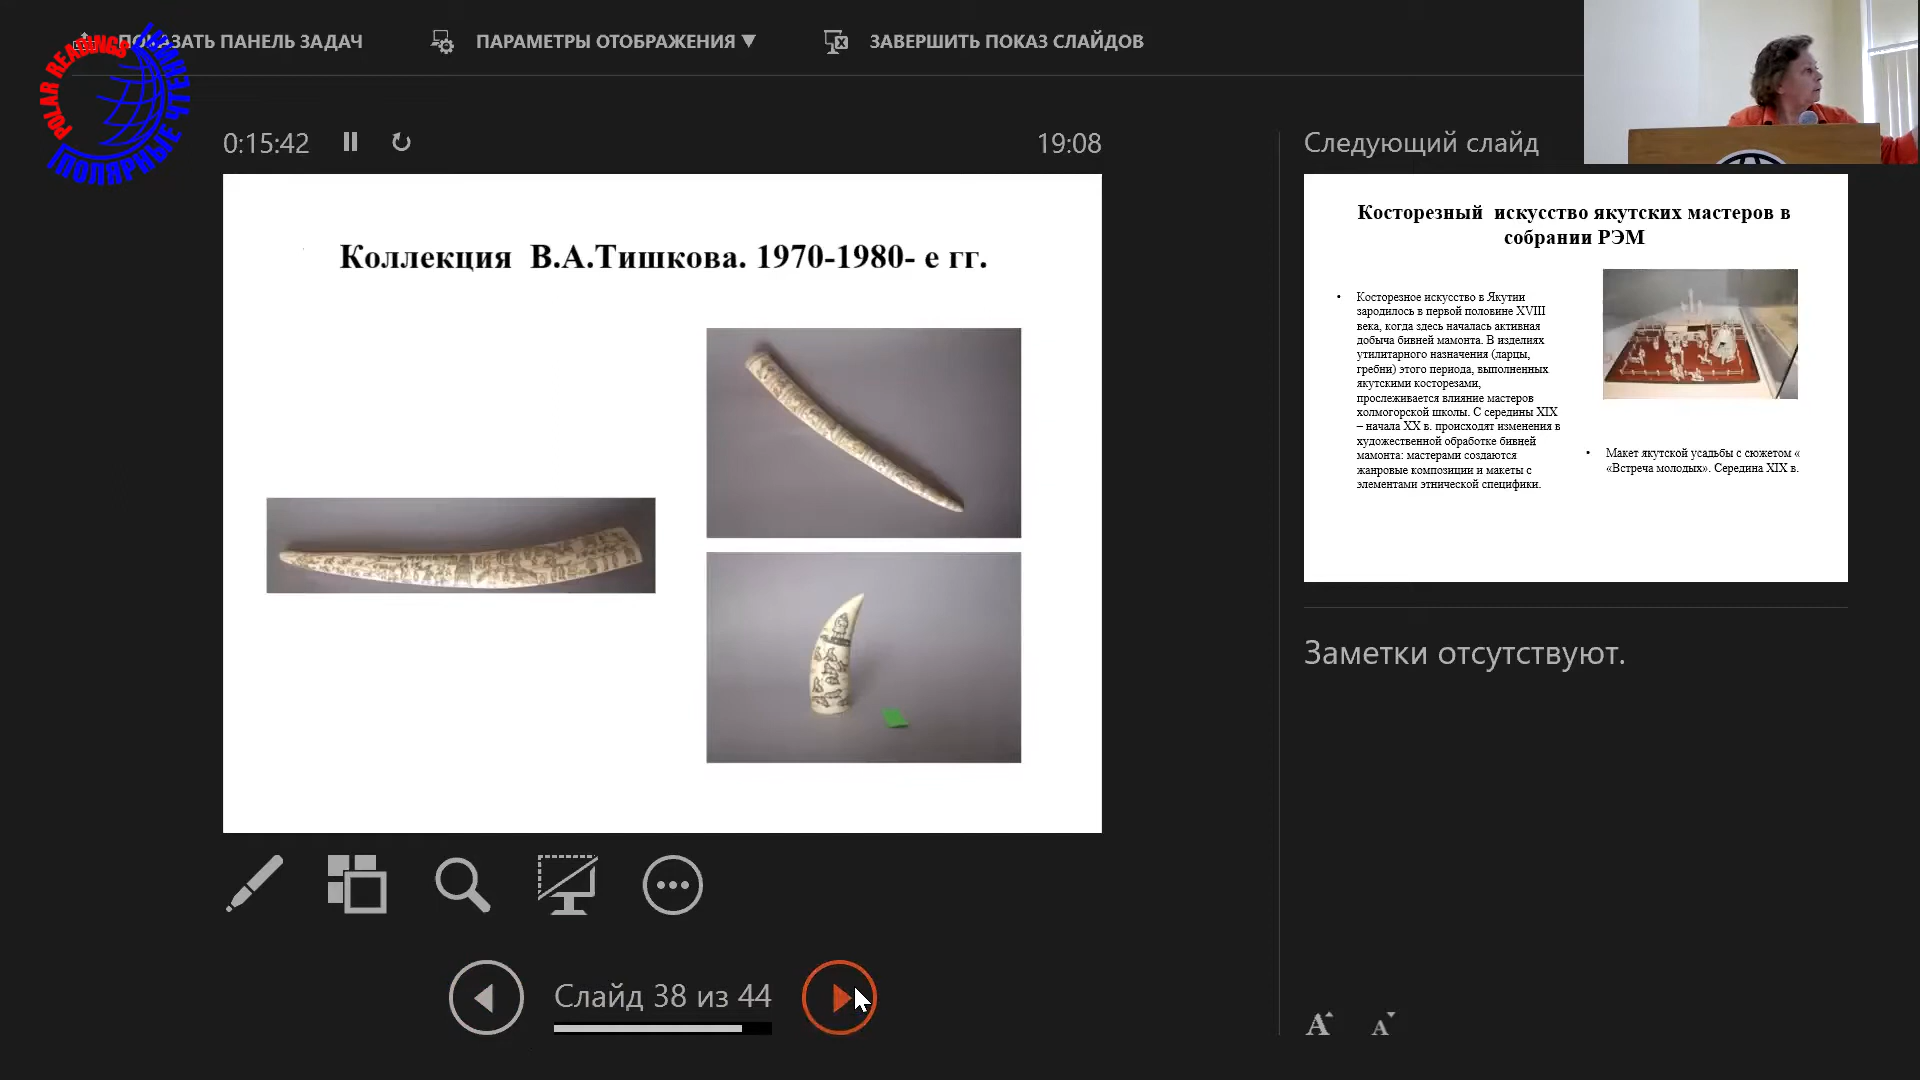 ПОКАЗАТЬ ПАНЕЛЬ ЗАДАЧ
ПАРАМЕТРЫ ОТОБРАЖЕНИЯ ▼
ЗАВЕРШИТЬ ПОКАЗ СЛАЙДОВ
POLAR READINGS
ПОЛЯРНЫЕ ЧТЕНИЯ
0:15:42
19:08
Коллекция В.А.Тишкова. 1970-1980- е гг.
Слайд 38 из 44
Следующий слайд
Косторезный искусство якутских мастеров в
собрании РЭМ
• Косторезное искусство в Якутии
зародилось в первой половине XVIII
века, когда здесь началась активная
добыча бивней мамонта. В изделиях
утилитарного назначения (ларцы,
гребни) этого периода, выполненных
якутскими косторезами,
прослеживается влияние мастеров
холмогорской школы. С середины XIX
– начала XX в. происходят изменения в
художественной обработке бивней
мамонта: мастерами создаются
жанровые композиции и макеты с
элементами этнической специфики.
• Макет якутской усадьбы с сюжетом «
«Встреча молодых». Середина XIX в.
Заметки отсутствуют.
A A